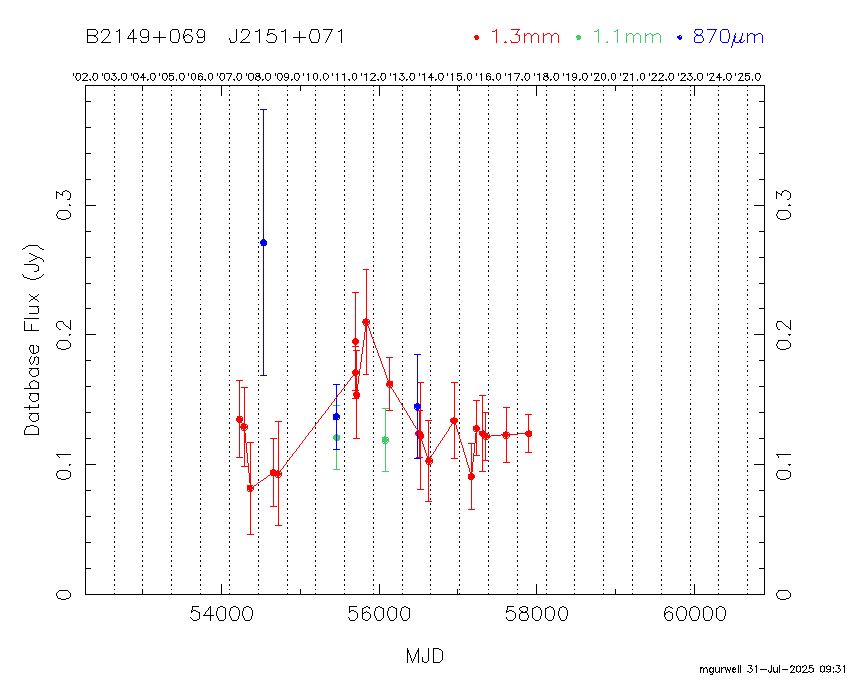 B2149+069 J2151+071
1.3mm 1.1mm 870μm
'02.0 '03.0 '04.0 '05.0 '06.0 '07.0 '08.0 '09.0 '10.0 '11.0 '12.0 '13.0 '14.0 '15.0 '16.0 '17.0 '18.0 '19.0 '20.0 '21.0 '22.0 '23.0 '24.0 '25.0
Database Flux (Jy)
0.3 0.3
0.2 0.2
0.1 0.1
0 0
54000 56000 58000 60000
MJD
mgurwell 31-Jul-2025 09:31